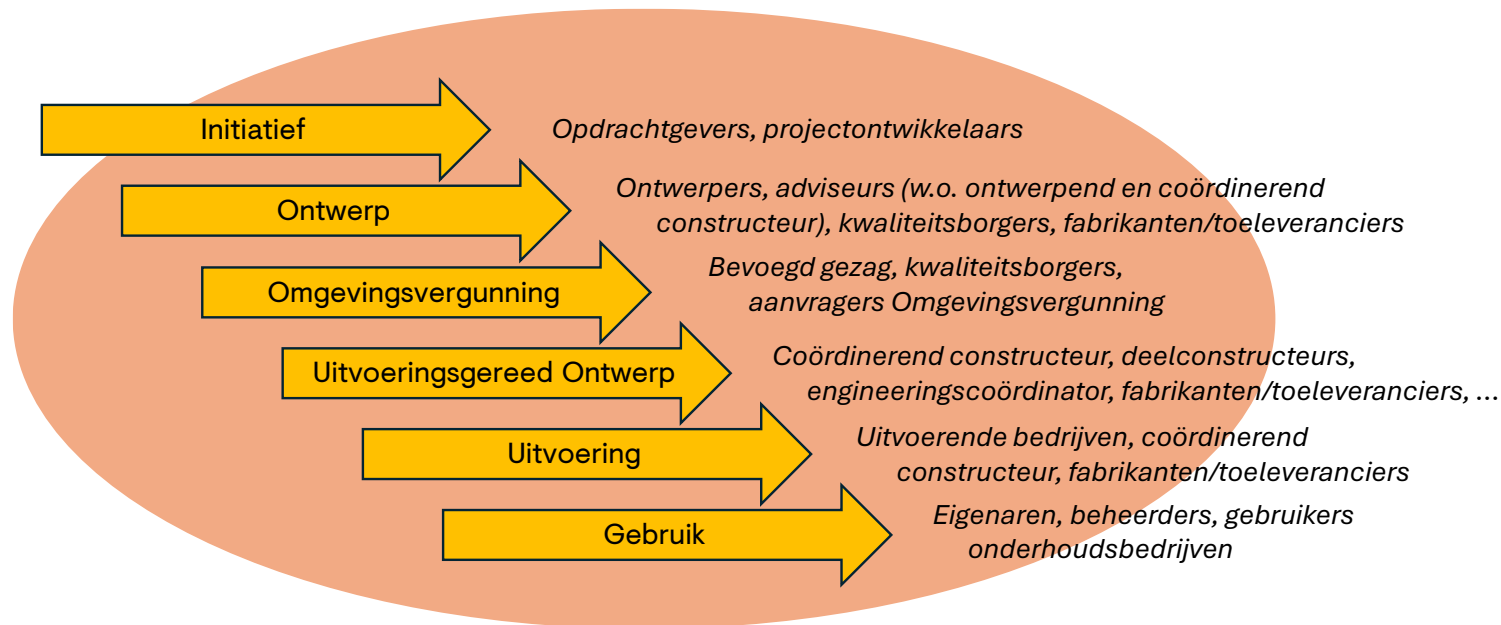 Initiatief
Opdrachtgevers, projectontwikkelaars
Ontwerp
Ontwerpers, adviseurs (w.o. ontwerpend en coördinerend
constructeur), kwaliteitsborgers, fabrikanten/toeleveranciers
Omgevingsvergunning
Bevoegd gezag, kwaliteitsborgers,
aanvragers Omgevingsvergunning
Uitvoeringsgereed Ontwerp
Coördinerend constructeur, deelconstructeurs,
engineeringscoördinator, fabrikanten/toeleveranciers, ...
Uitvoering
Uitvoerende bedrijven, coördinerend
constructeur, fabrikanten/toeleveranciers
Gebruik
Eigenaren, beheerders, gebruikers
onderhoudsbedrijven